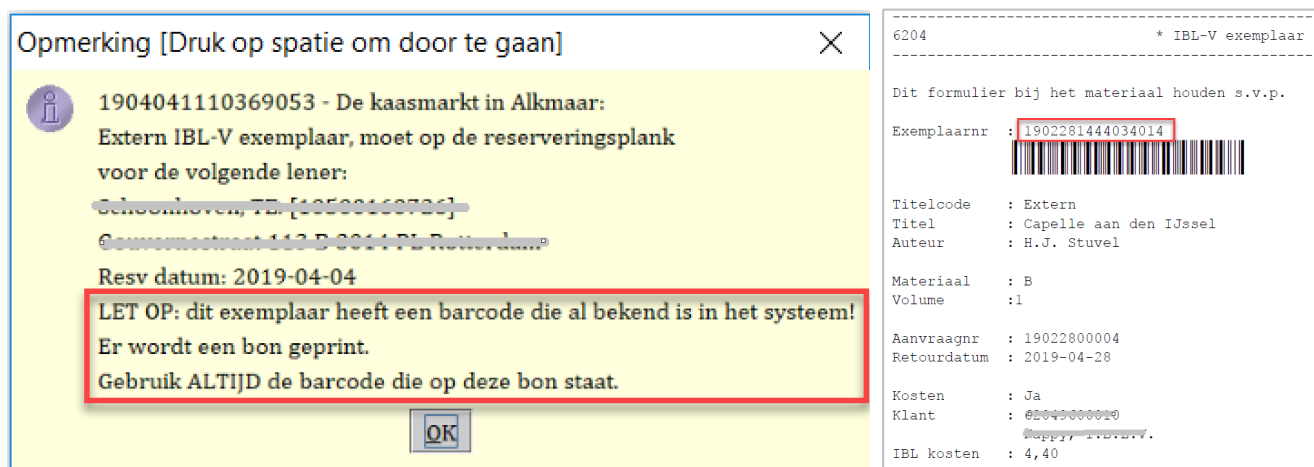 Opmerking [Druk op spatie om door te gaan]
1904041110369053 - De kaasmarkt in Alkmaar:
Extern IBL-V exemplaar, moet op de reserveringsplank
voor de volgende lener:
Resv datum: 2019-04-04
LET OP: dit exemplaar heeft een barcode die al bekend is in het systeem!
Er wordt een bon geprint.
Gebruik ALTIJD de barcode die op deze bon staat.
OK
6204 * IBL-V exemplaar
Dit formulier bij het materiaal houden s.v.p.
Exemplaarnr : 1902281444034014
Titelcode : Extern
Titel : Capelle aan den IJssel
Auteur : H.J. Stuvel
Materiaal : B
Volume :1
Aanvraagnr : 19022800004
Retourdatum : 2019-04-28
Kosten : Ja
Klant :
IBL kosten : 4,40